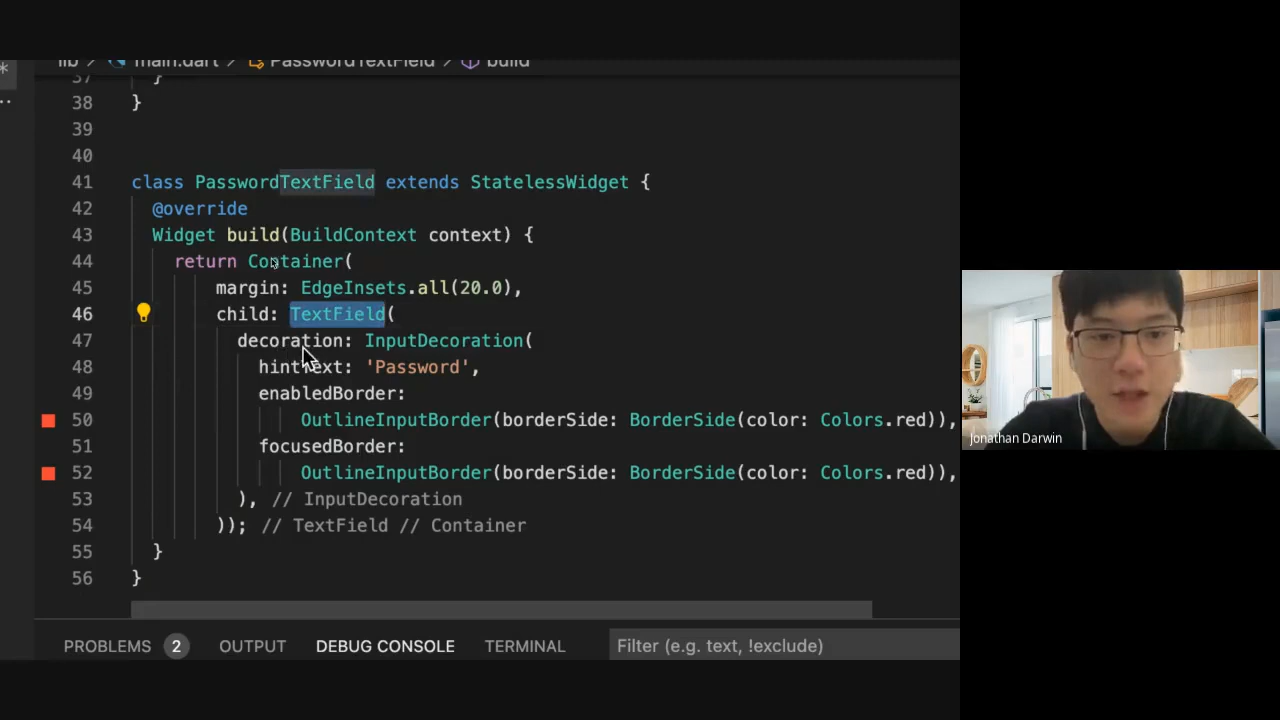 *
lib > main.dart > PasswordTextField > build
37 }
38 }
39
40
41 class PasswordTextField extends StatelessWidget {
42 @override
43 Widget build(BuildContext context) {
44 return Container(
45 margin: EdgeInsets.all(20.0),
46 child: TextField(
47 decoration: InputDecoration(
48 hintText: 'Password',
49 enabledBorder:
50 OutlineInputBorder(borderSide: BorderSide(color: Colors.red)),
51 focusedBorder:
52 OutlineInputBorder(borderSide: BorderSide(color: Colors.red)),
53 ), // InputDecoration
54 )); // TextField // Container
55 }
56 }
PROBLEMS 2 OUTPUT DEBUG CONSOLE TERMINAL Filter (e.g. text, !exclude)
Jonathan Darwin